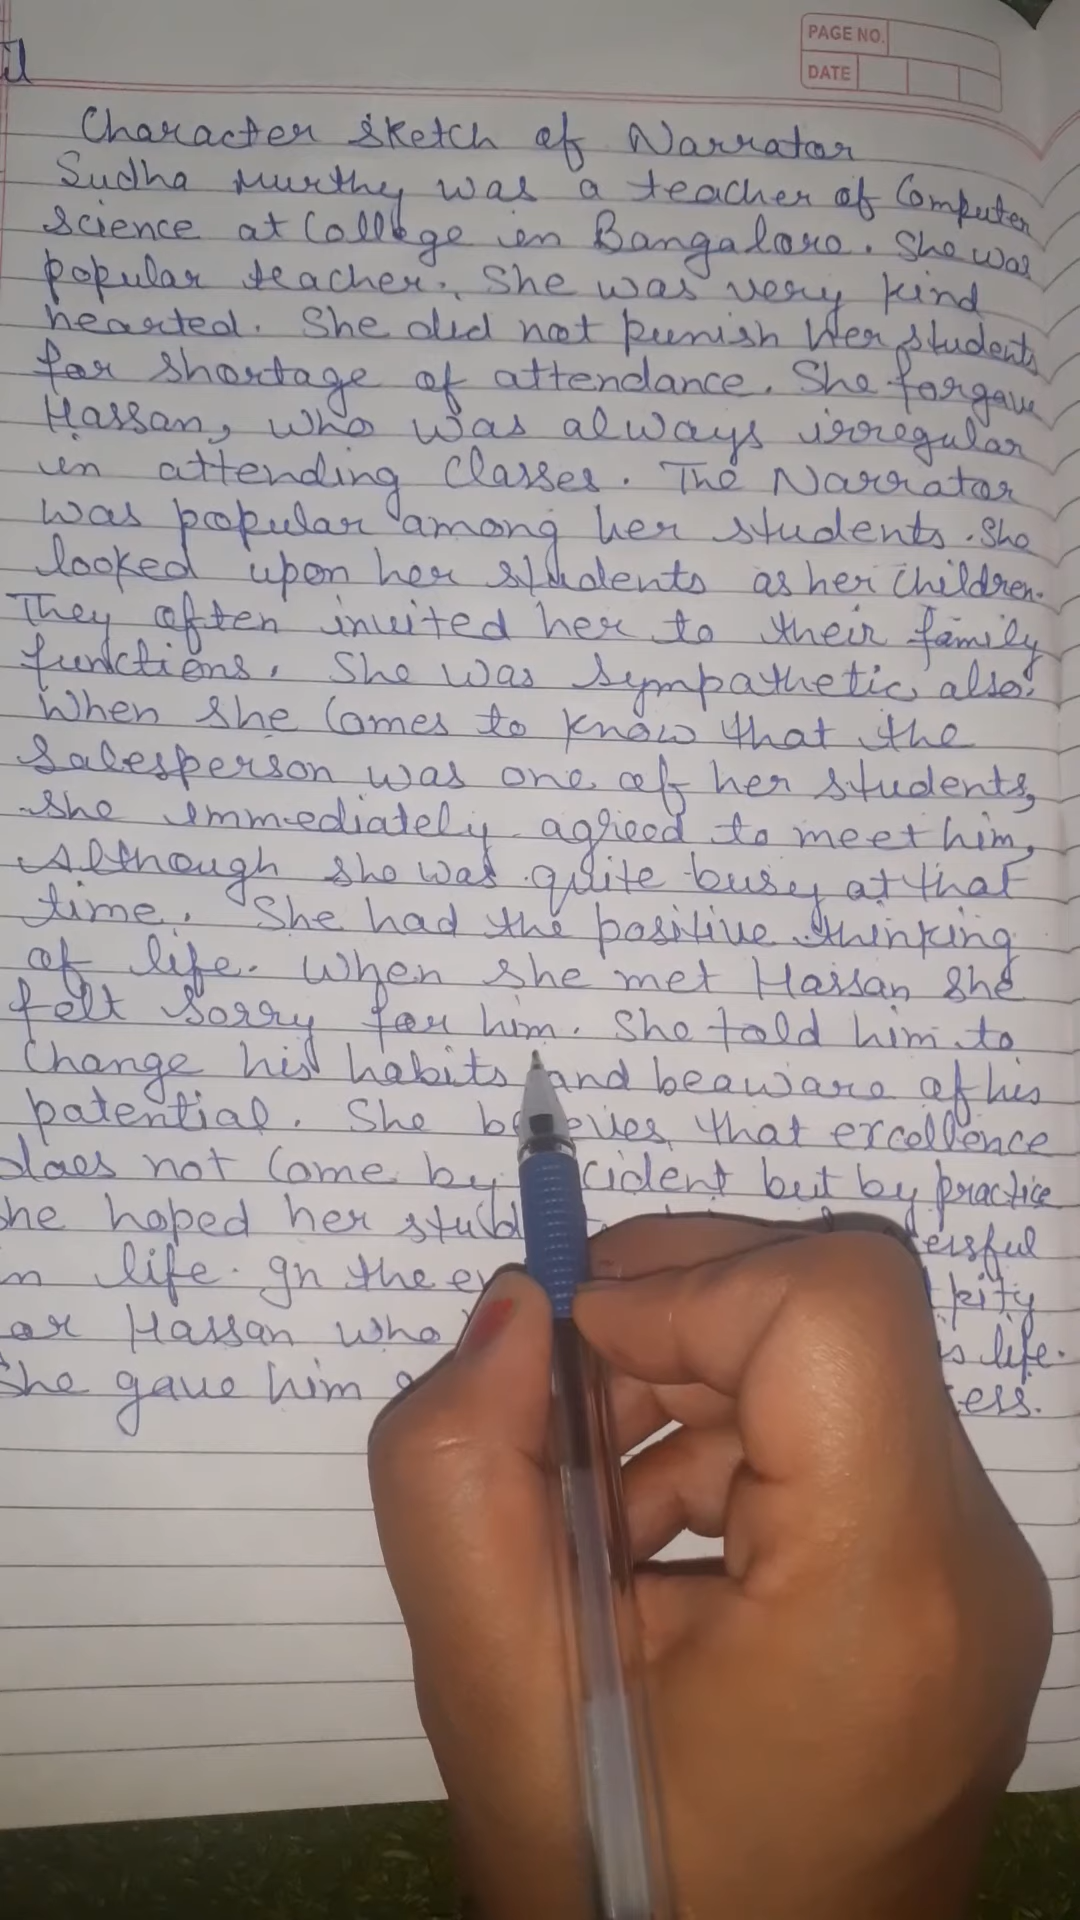 PAGE NO.
DATE
Character sketch of Narrator
Sudha Murthy was a teacher of Computer
science at College in Bangalore. She was
popular teacher. She was very kind
hearted. She did not punish Her students
for shortage of attendance. She forgave
Hassan, who was always irregular
in attending Classes. The Narrator
was popular among her students. She
looked upon her students as her Children.
They often invited her to their family
functions. She was sympathetic also.
When she Comes to know that the
Salesperson was one of her students,
she immediately agreed to meet him,
Although she was quite busy at that
time. She had the positive thinking
of life. When she met Hassan She
felt Sorry for him. She told him to
Change his habits and beaware of his
potential. She that excellence
does not Come by but by practice
he hoped her
n life. In the
or Hassan who life.
She gave him